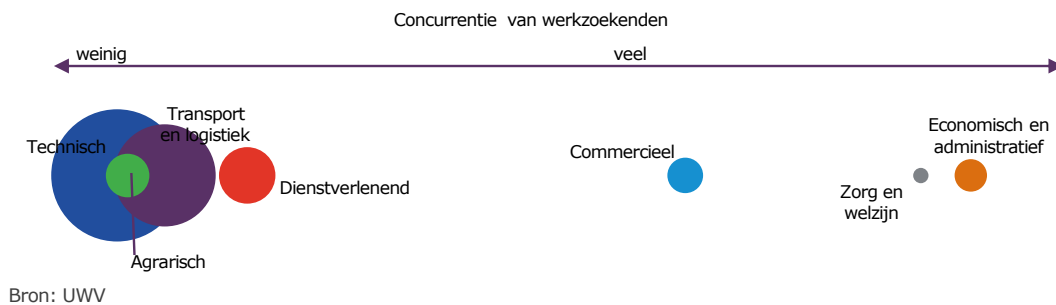 Concurrentie van werkzoekenden
weinig
veel
Technisch
Transport
en logistiek
Agrarisch
Dienstverlenend
Commercieel
Zorg en
welzijn
Economisch en
administratief
Bron: UWV